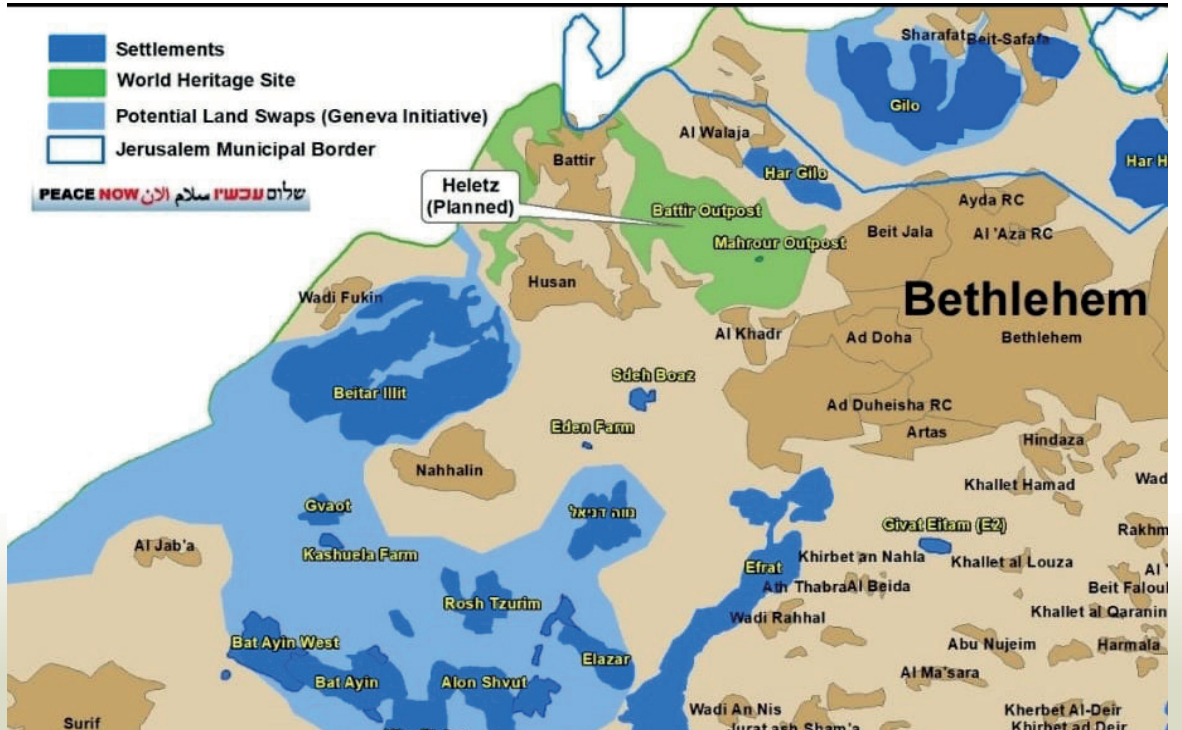 Settlements
World Heritage Site
Potential Land Swaps (Geneva Initiative)
Jerusalem Municipal Border
PEACE NOW שלום עכשיו سلام الان
Sharafat
Beit-Safafa
Gilo
Al Walaja
Battir
Har Gilo
Har H
Heletz
(Planned)
Battir Outpost
Mahrour Outpost
Ayda RC
Beit Jala
Al 'Aza RC
Husan
Wadi Fukin
Bethlehem
Al Khadr
Ad Doha
Bethlehem
Sdeh Boaz
Beitar Illit
Ad Duheisha RC
Eden Farm
Artas
Hindaza
Nahhalin
Khallet Hamad
Wad
Gvaot
נווה דניאל
Givat Eitam (E2)
Rakhm
Al Jab'a
Kashuela Farm
Khirbet an Nahla
Khallet al Louza
Efrat
Al '
Ath Thabra
Al Beida
Beit Falou
Rosh Tzurim
Wadi Rahhal
Khallet al Qaranin
Bat Ayin West
Abu Nujeim
Harmala
Elazar
Al Ma'sara
Bat Ayin
Alon Shvut
Wadi An Nis
Kherbet Al-Deir
Surif
Jurat ash Sham'a
Khirbet ad Deir